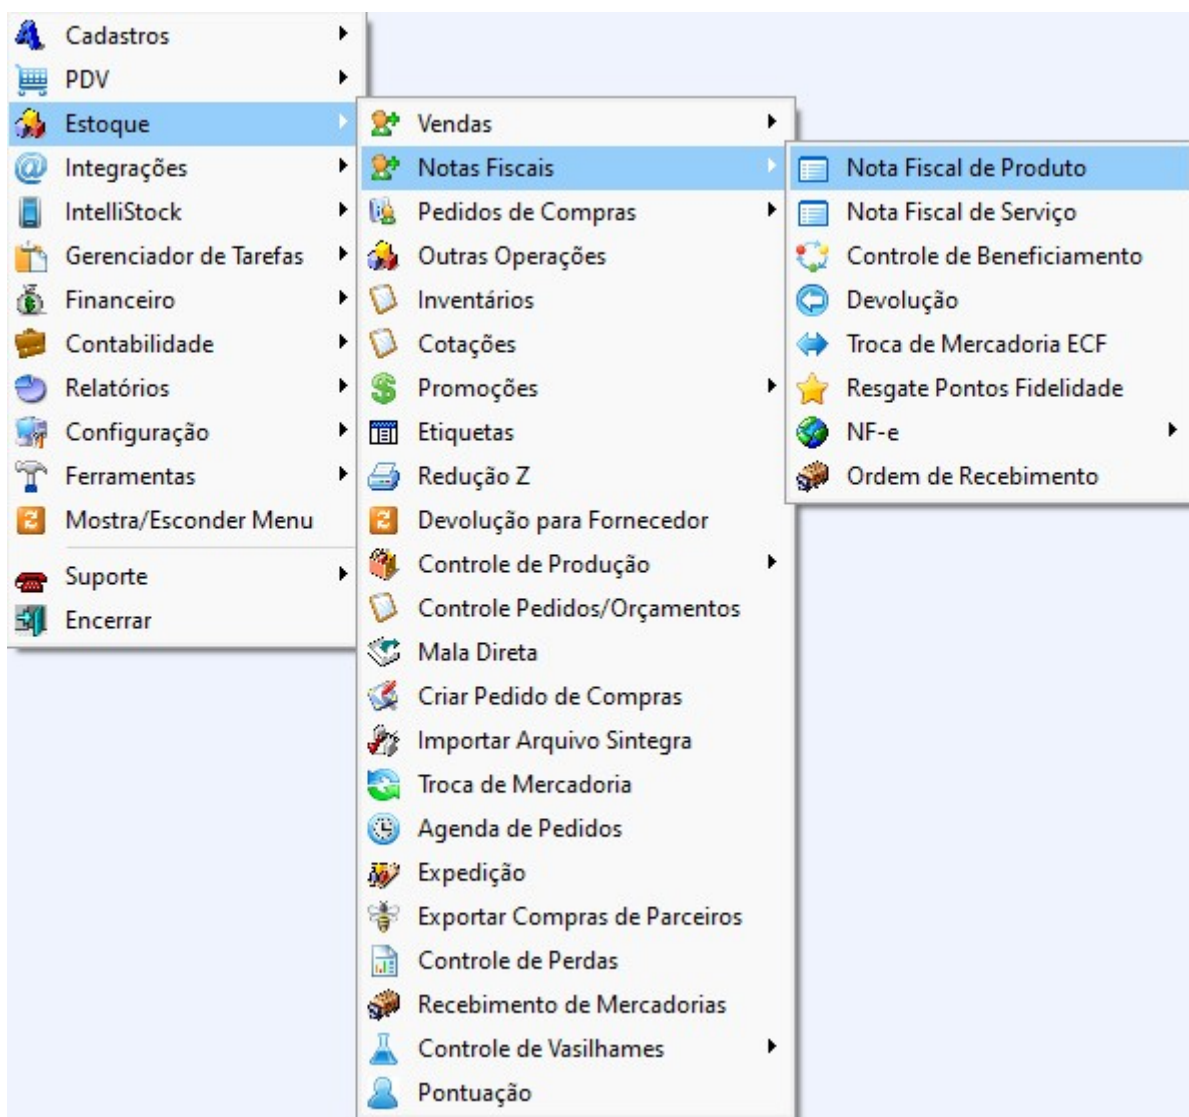 Cadastros
PDV
Estoque
Integrações
IntelliStock
Gerenciador de Tarefas
Financeiro
Contabilidade
Relatórios
Configuração
Ferramentas
Mostra/Esconder Menu
Suporte
Encerrar
Vendas
Notas Fiscais
Pedidos de Compras
Outras Operações
Inventários
Cotações
Promoções
Etiquetas
Redução Z
Devolução para Fornecedor
Controle de Produção
Controle Pedidos/Orçamentos
Mala Direta
Criar Pedido de Compras
Importar Arquivo Sintegra
Troca de Mercadoria
Agenda de Pedidos
Expedição
Exportar Compras de Parceiros
Controle de Perdas
Recebimento de Mercadorias
Controle de Vasilhames
Pontuação
Nota Fiscal de Produto
Nota Fiscal de Serviço
Controle de Beneficiamento
Devolução
Troca de Mercadoria ECF
Resgate Pontos Fidelidade
NF-e
Ordem de Recebimento